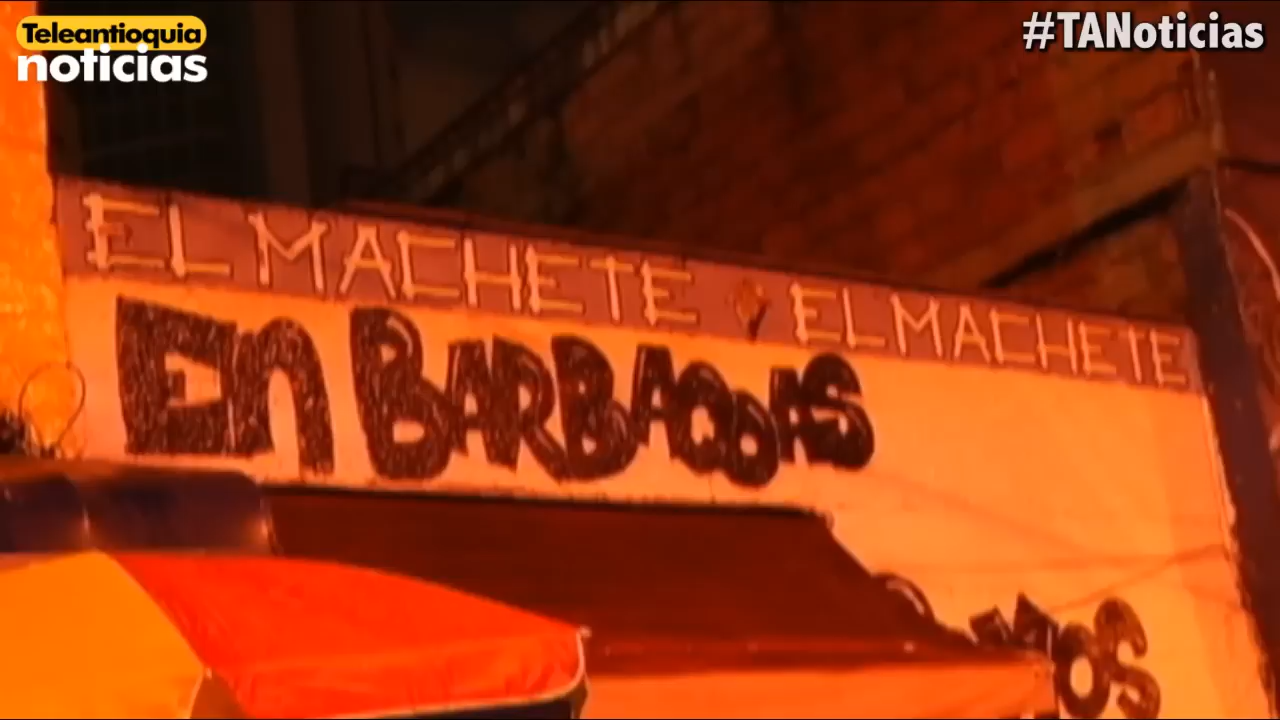 Teleantioquia
noticias
#TANoticias
EL MACHETE EL MACHETE
En BARBACOAS